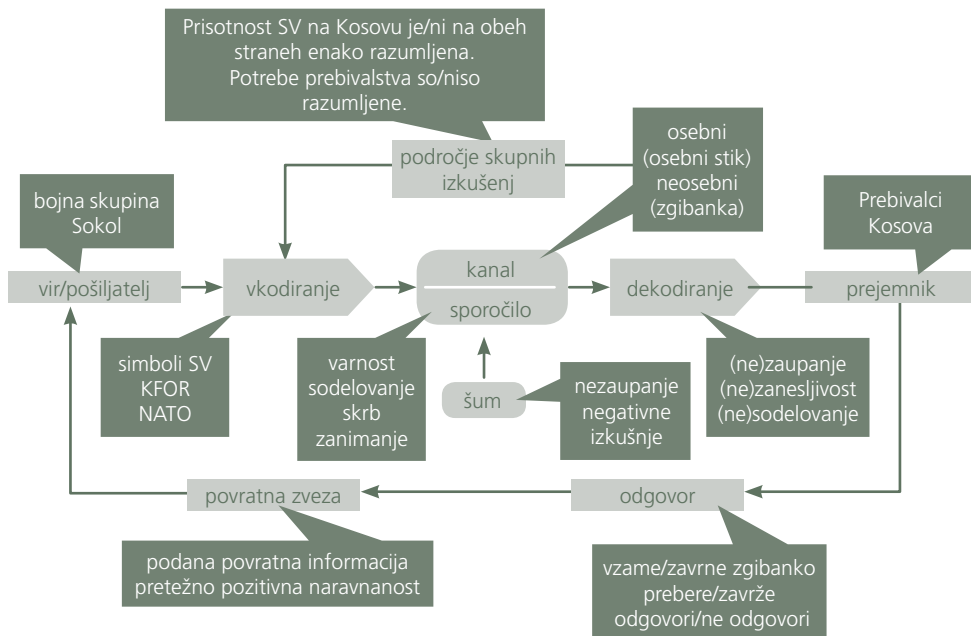 Prisotnost SV na Kosovu je/ni na obeh
straneh enako razumljena.
Potrebe prebivalstva so/niso
razumljene.
osebni
(osebni stik)
neosebni
(zgibanka)
področje skupnih
izkušenj
bojna skupina
Sokol
Prebivalci
Kosova
vir/pošiljatelj
vkodiranje
kanal
sporočilo
dekodiranje
prejemnik
simboli SV
KFOR
NATO
varnost
sodelovanje
skrb
zanimanje
šum
nezaupanje
negativne
izkušnje
(ne)zaupanje
(ne)zanesljivost
(ne)sodelovanje
povratna zveza
odgovor
podana povratna informacija
pretežno pozitivna naravnanost
vzame/zavrne zgibanko
prebere/zavrže
odgovori/ne odgovori